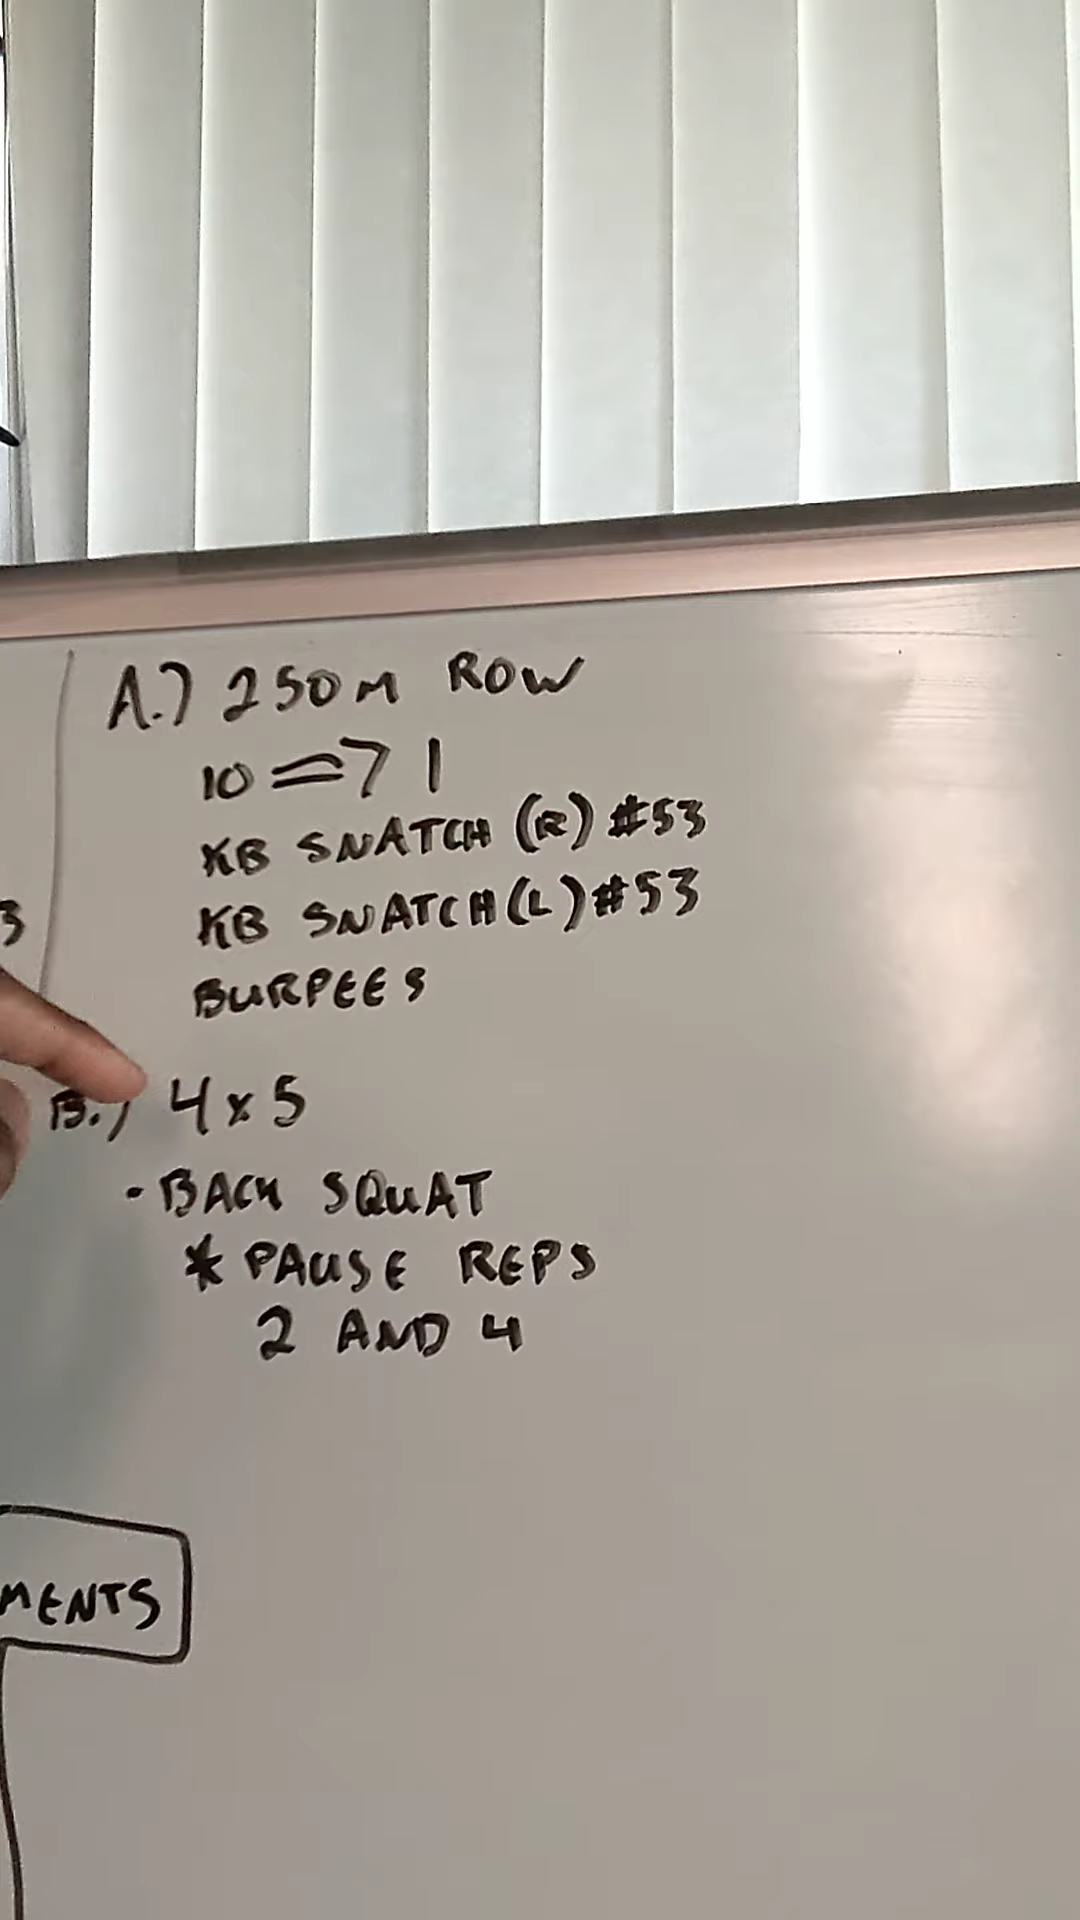 A.) 250M ROW
10 => 1
KB SNATCH (R) #53
KB SNATCH (L) #53
BURPEES
3
B.) 4x5
- BACK SQUAT
* PAUSE REPS
2 AND 4
MENTS